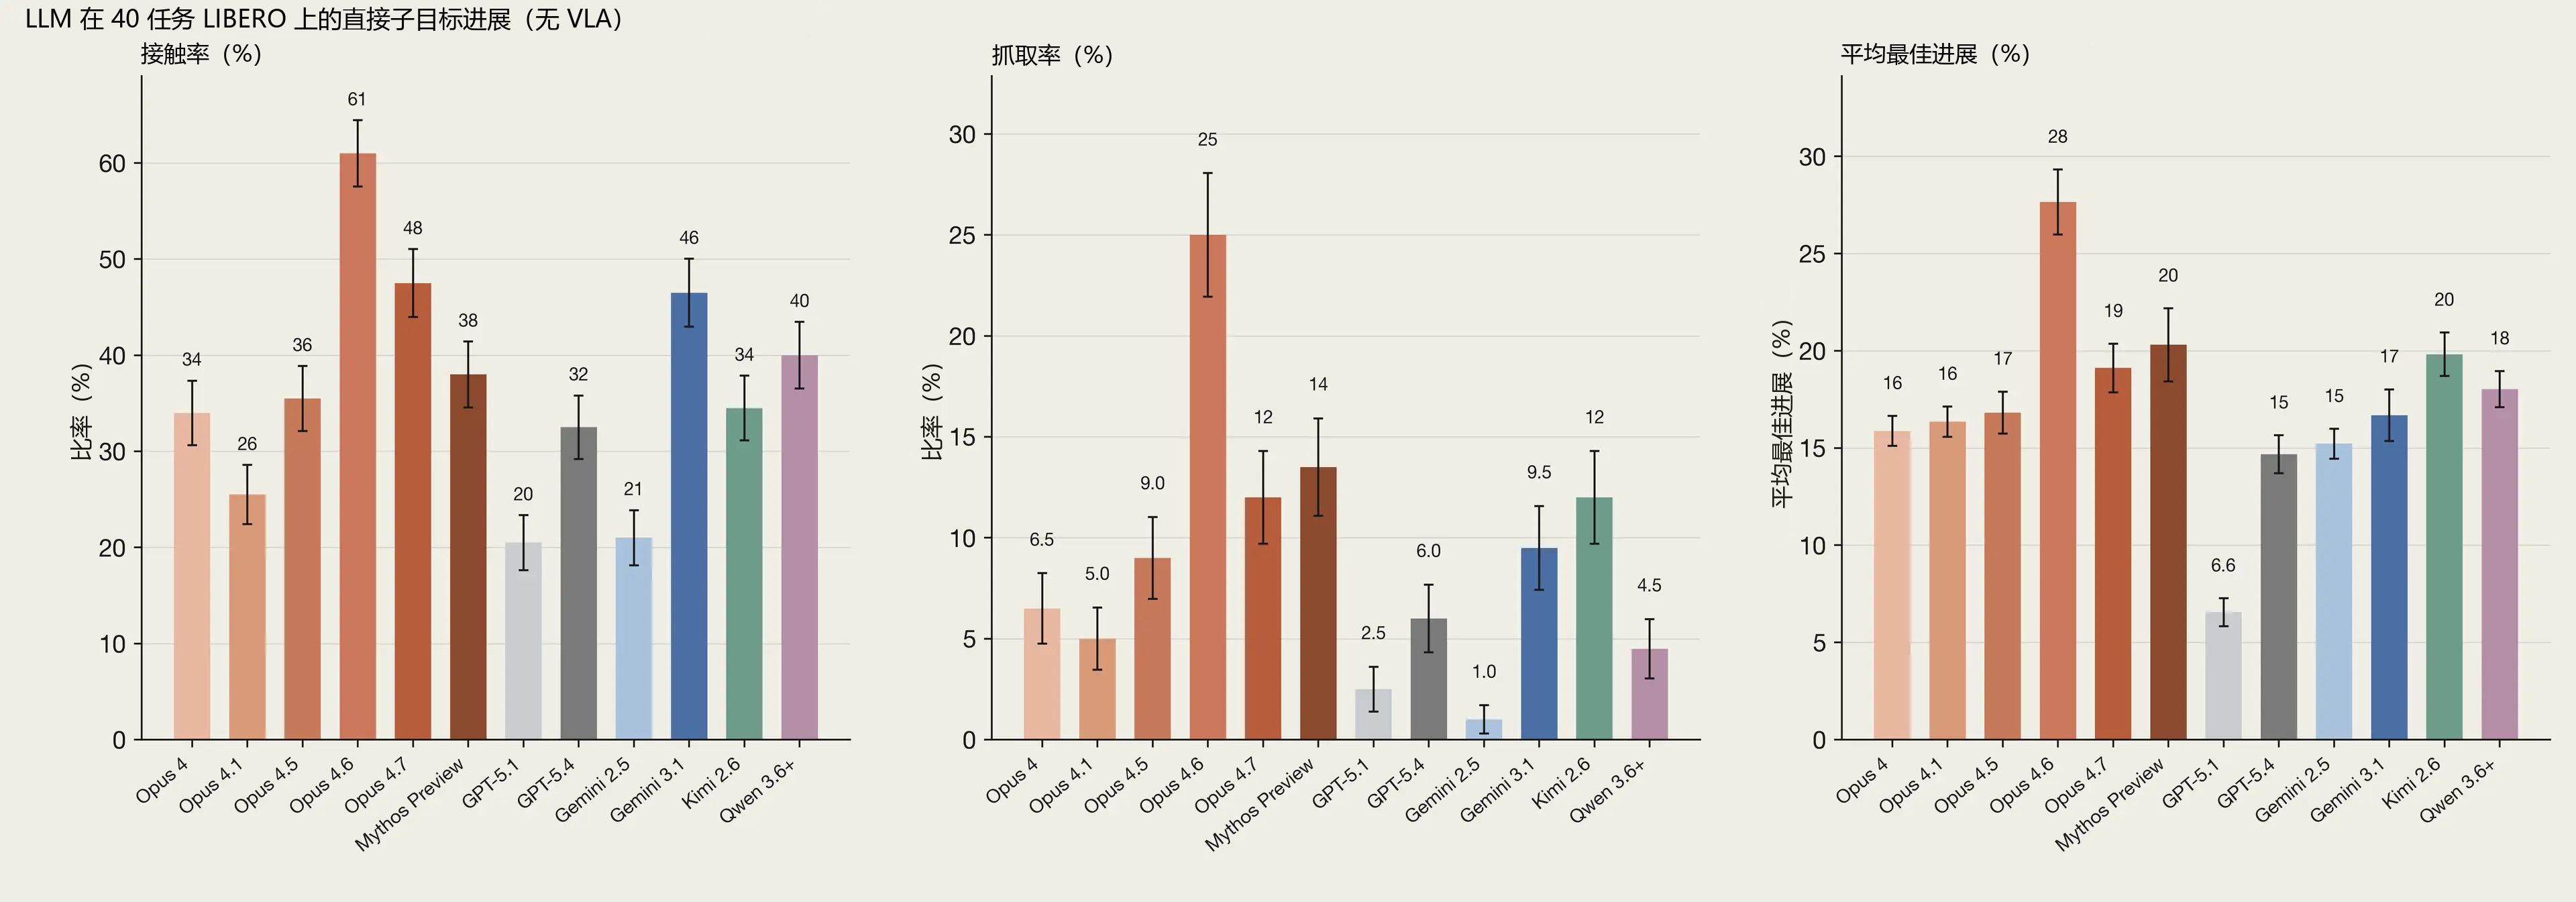 LLM 在 40 任务 LIBERO 上的直接子目标进展（无 VLA）
接触率（%）
比率（%）
60
50
40
30
20
10
0
34
26
36
61
48
38
20
32
21
46
34
40
Opus 4
Opus 4.1
Opus 4.5
Opus 4.6
Opus 4.7
Mythos Preview
GPT-5.1
GPT-5.4
Gemini 2.5
Gemini 3.1
Kimi 2.6
Qwen 3.6+
抓取率（%）
比率（%）
30
25
20
15
10
5
0
6.5
5.0
9.0
25
12
14
2.5
6.0
1.0
9.5
12
4.5
Opus 4
Opus 4.1
Opus 4.5
Opus 4.6
Opus 4.7
Mythos Preview
GPT-5.1
GPT-5.4
Gemini 2.5
Gemini 3.1
Kimi 2.6
Qwen 3.6+
平均最佳进展（%）
平均最佳进展（%）
30
25
20
15
10
5
0
16
16
17
28
19
20
6.6
15
15
17
20
18
Opus 4
Opus 4.1
Opus 4.5
Opus 4.6
Opus 4.7
Mythos Preview
GPT-5.1
GPT-5.4
Gemini 2.5
Gemini 3.1
Kimi 2.6
Qwen 3.6+